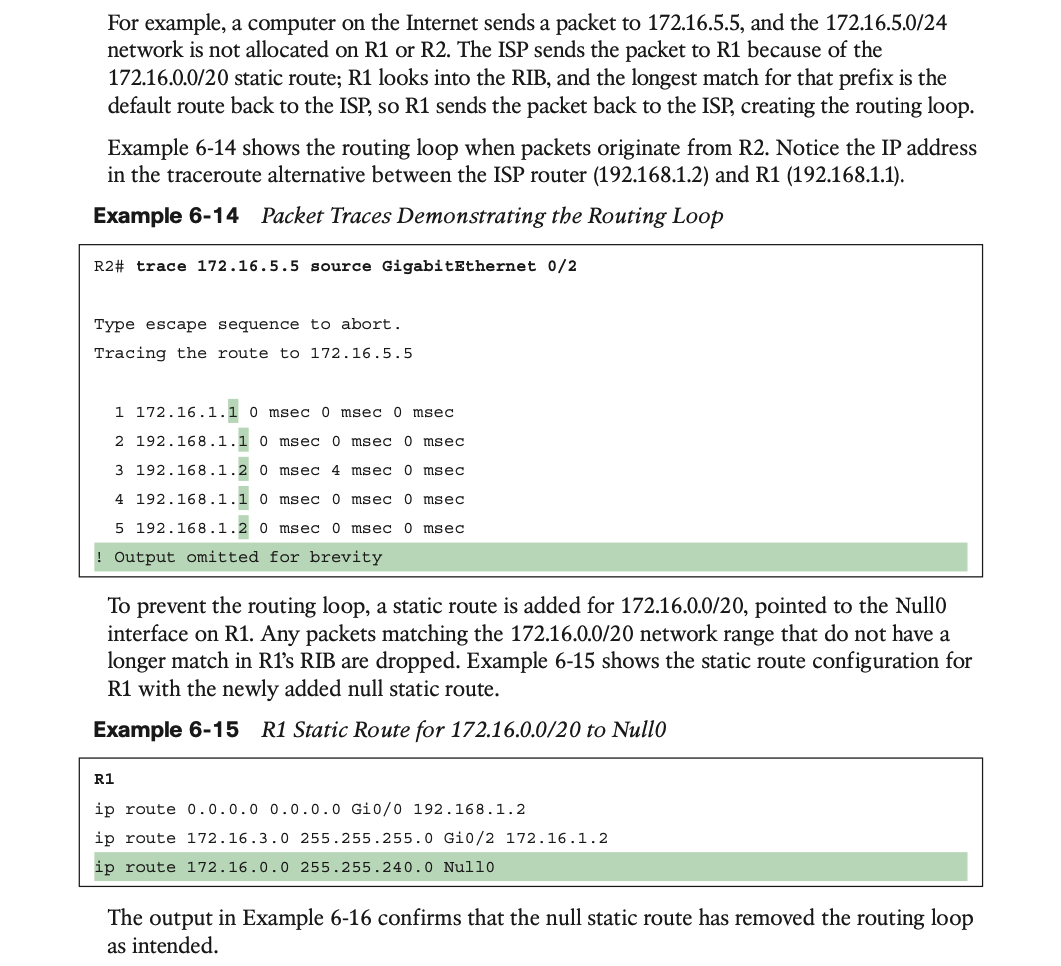 For example, a computer on the Internet sends a packet to 172.16.5.5, and the 172.16.5.0/24
network is not allocated on R1 or R2. The ISP sends the packet to R1 because of the
172.16.0.0/20 static route; R1 looks into the RIB, and the longest match for that prefix is the
default route back to the ISP, so R1 sends the packet back to the ISP, creating the routing loop.
Example 6-14 shows the routing loop when packets originate from R2. Notice the IP address
in the traceroute alternative between the ISP router (192.168.1.2) and R1 (192.168.1.1).
Example 6-14 Packet Traces Demonstrating the Routing Loop
R2# trace 172.16.5.5 source GigabitEthernet 0/2
Type escape sequence to abort.
Tracing the route to 172.16.5.5
1 172.16.1.1 0 msec 0 msec 0 msec
2 192.168.1.1 0 msec 0 msec 0 msec
3 192.168.1.2 0 msec 4 msec 0 msec
4 192.168.1.1 0 msec 0 msec 0 msec
5 192.168.1.2 0 msec 0 msec 0 msec
! Output omitted for brevity
To prevent the routing loop, a static route is added for 172.16.0.0/20, pointed to the Null0
interface on R1. Any packets matching the 172.16.0.0/20 network range that do not have a
longer match in R1's RIB are dropped. Example 6-15 shows the static route configuration for
R1 with the newly added null static route.
Example 6-15 R1 Static Route for 172.16.0.0/20 to Null0
R1
ip route 0.0.0.0 0.0.0.0 Gi0/0 192.168.1.2
ip route 172.16.3.0 255.255.255.0 Gi0/2 172.16.1.2
ip route 172.16.0.0 255.255.240.0 Null0
The output in Example 6-16 confirms that the null static route has removed the routing loop
as intended.